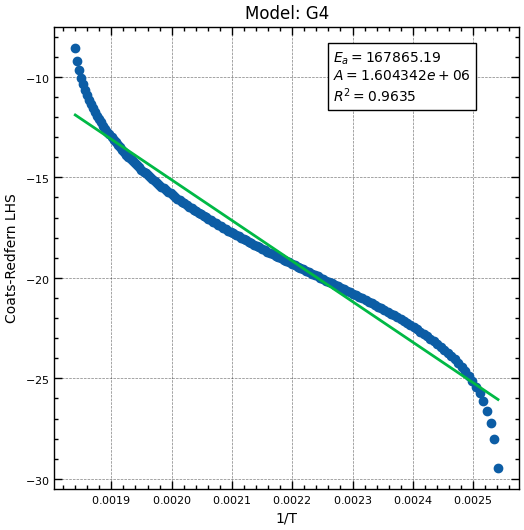 Model: G4
E_a = 167865.19
A = 1.604342e + 06
R^2 = 0.9635
Coats-Redfern LHS
−10
−15
−20
−25
−30
0.0019 0.0020 0.0021 0.0022 0.0023 0.0024 0.0025
1/T